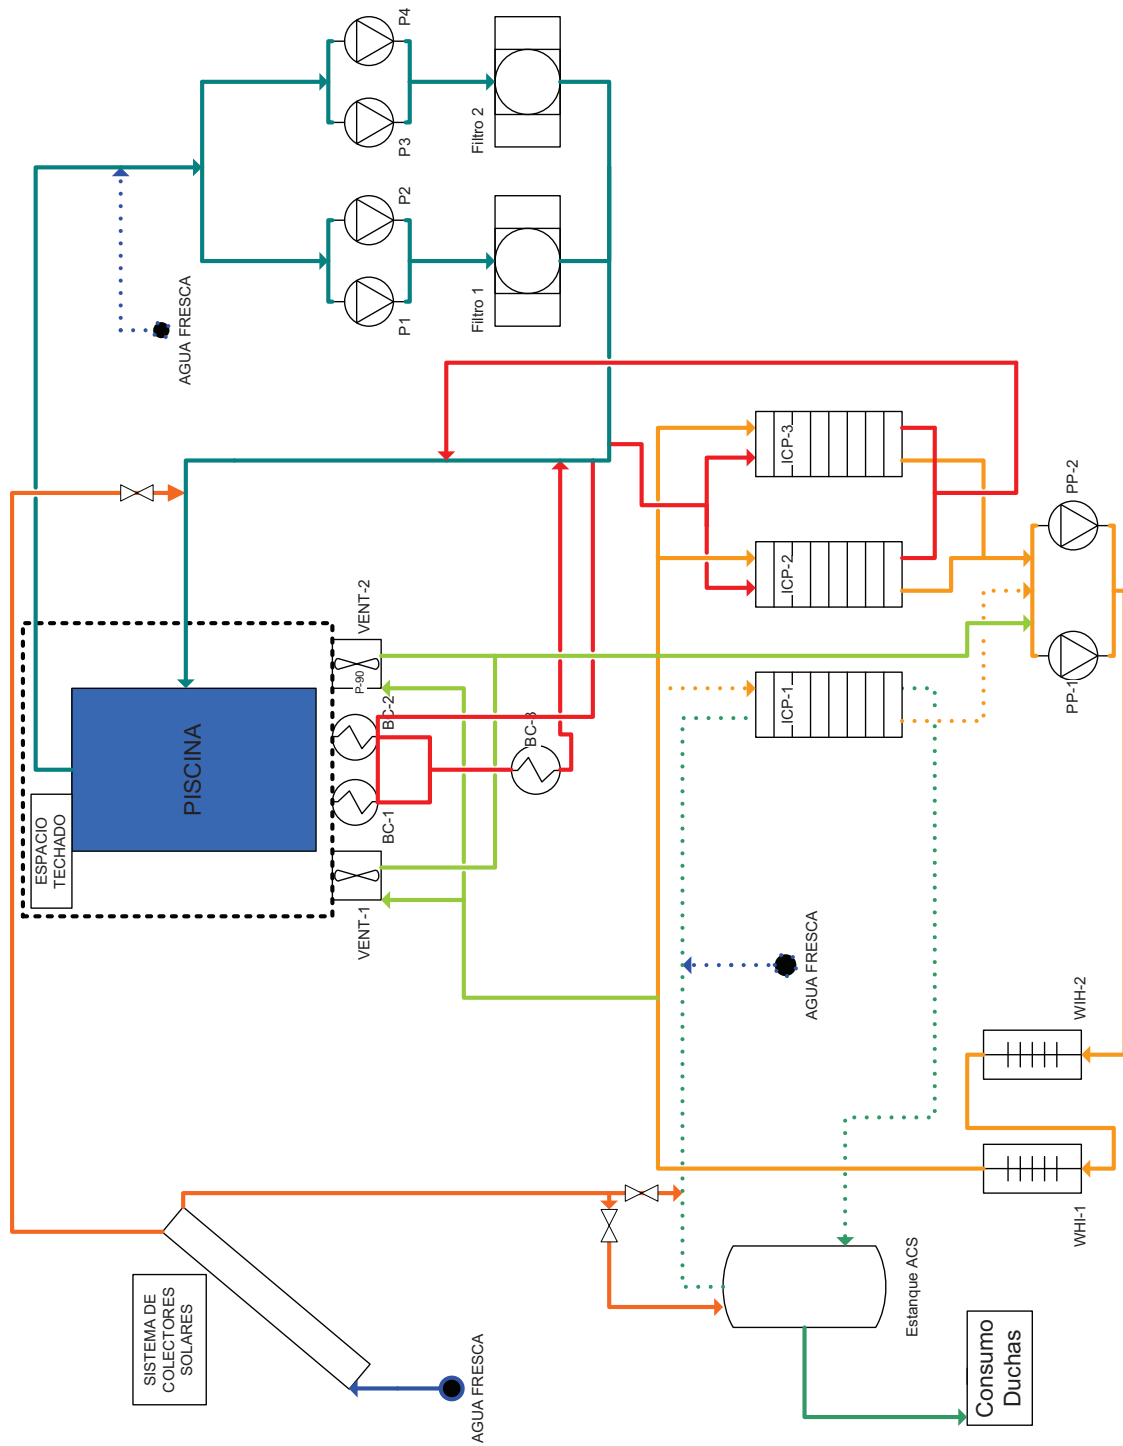 P4
P3
P2
P1
Filtro 2
Filtro 1
AGUA FRESCA
ESPACIO
TECHADO
PISCINA
VENT-2
P-90
BC-2
BC-1
BC-3
VENT-1
ICP-3
ICP-2
ICP-1
PP-2
PP-1
AGUA FRESCA
WIH-2
WHI-1
SISTEMA DE
COLECTORES
SOLARES
AGUA FRESCA
Estanque ACS
Consumo
Duchas